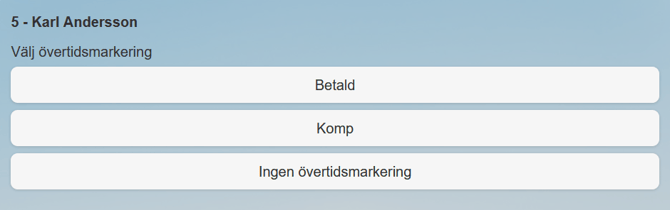 5 - Karl Andersson
Välj övertidsmarkering
Betald
Komp
Ingen övertidsmarkering